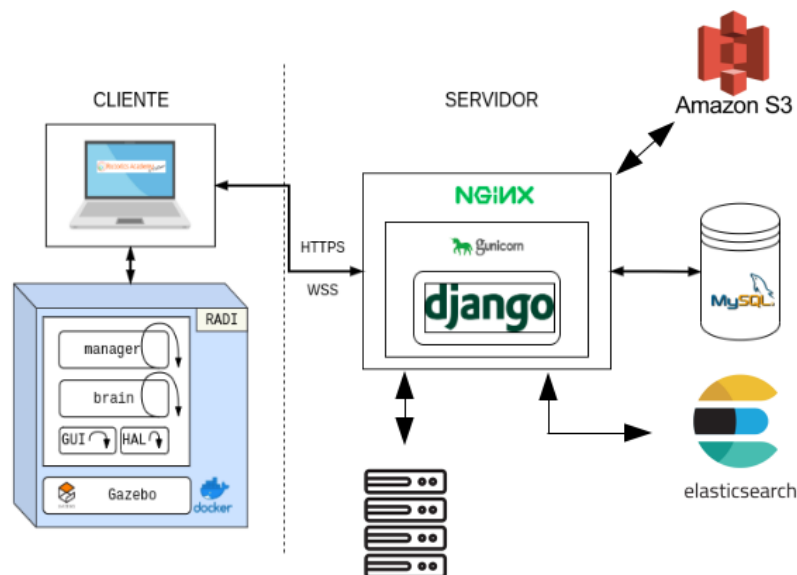 CLIENTE
SERVIDOR
Amazon S3
NGINX
HTTPS
WSS
gunicorn
django
MySQL
RADI
manager
brain
GUI
HAL
Gazebo
docker
elasticsearch